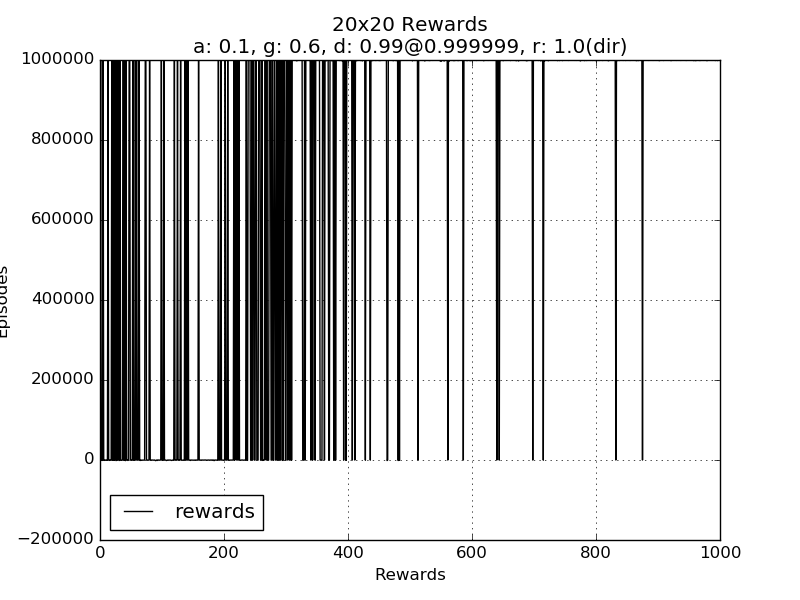 20x20 Rewards
a: 0.1, g: 0.6, d: 0.99@0.999999, r: 1.0(dir)
1000000
800000
600000
400000
200000
0
−200000
Episodes
rewards
0 200 400 600 800 1000
Rewards